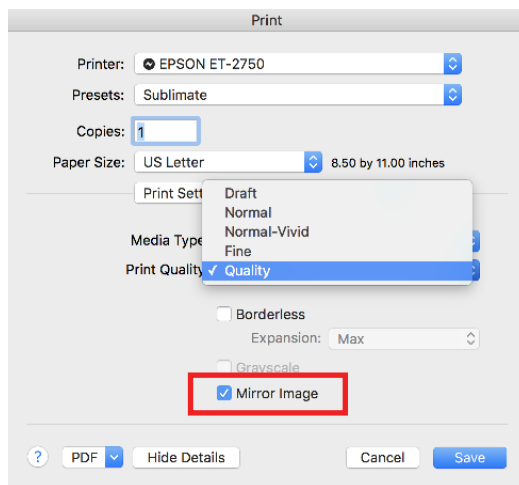 Print
Printer: EPSON ET-2750
Presets: Sublimate
Copies: 1
Paper Size: US Letter 8.50 by 11.00 inches
Print Sett
Draft
Normal
Normal-Vivid
Fine
Media Type
Print Quality ✓ Quality
Borderless
Expansion: Max
Grayscale
Mirror Image
? PDF Hide Details Cancel Save